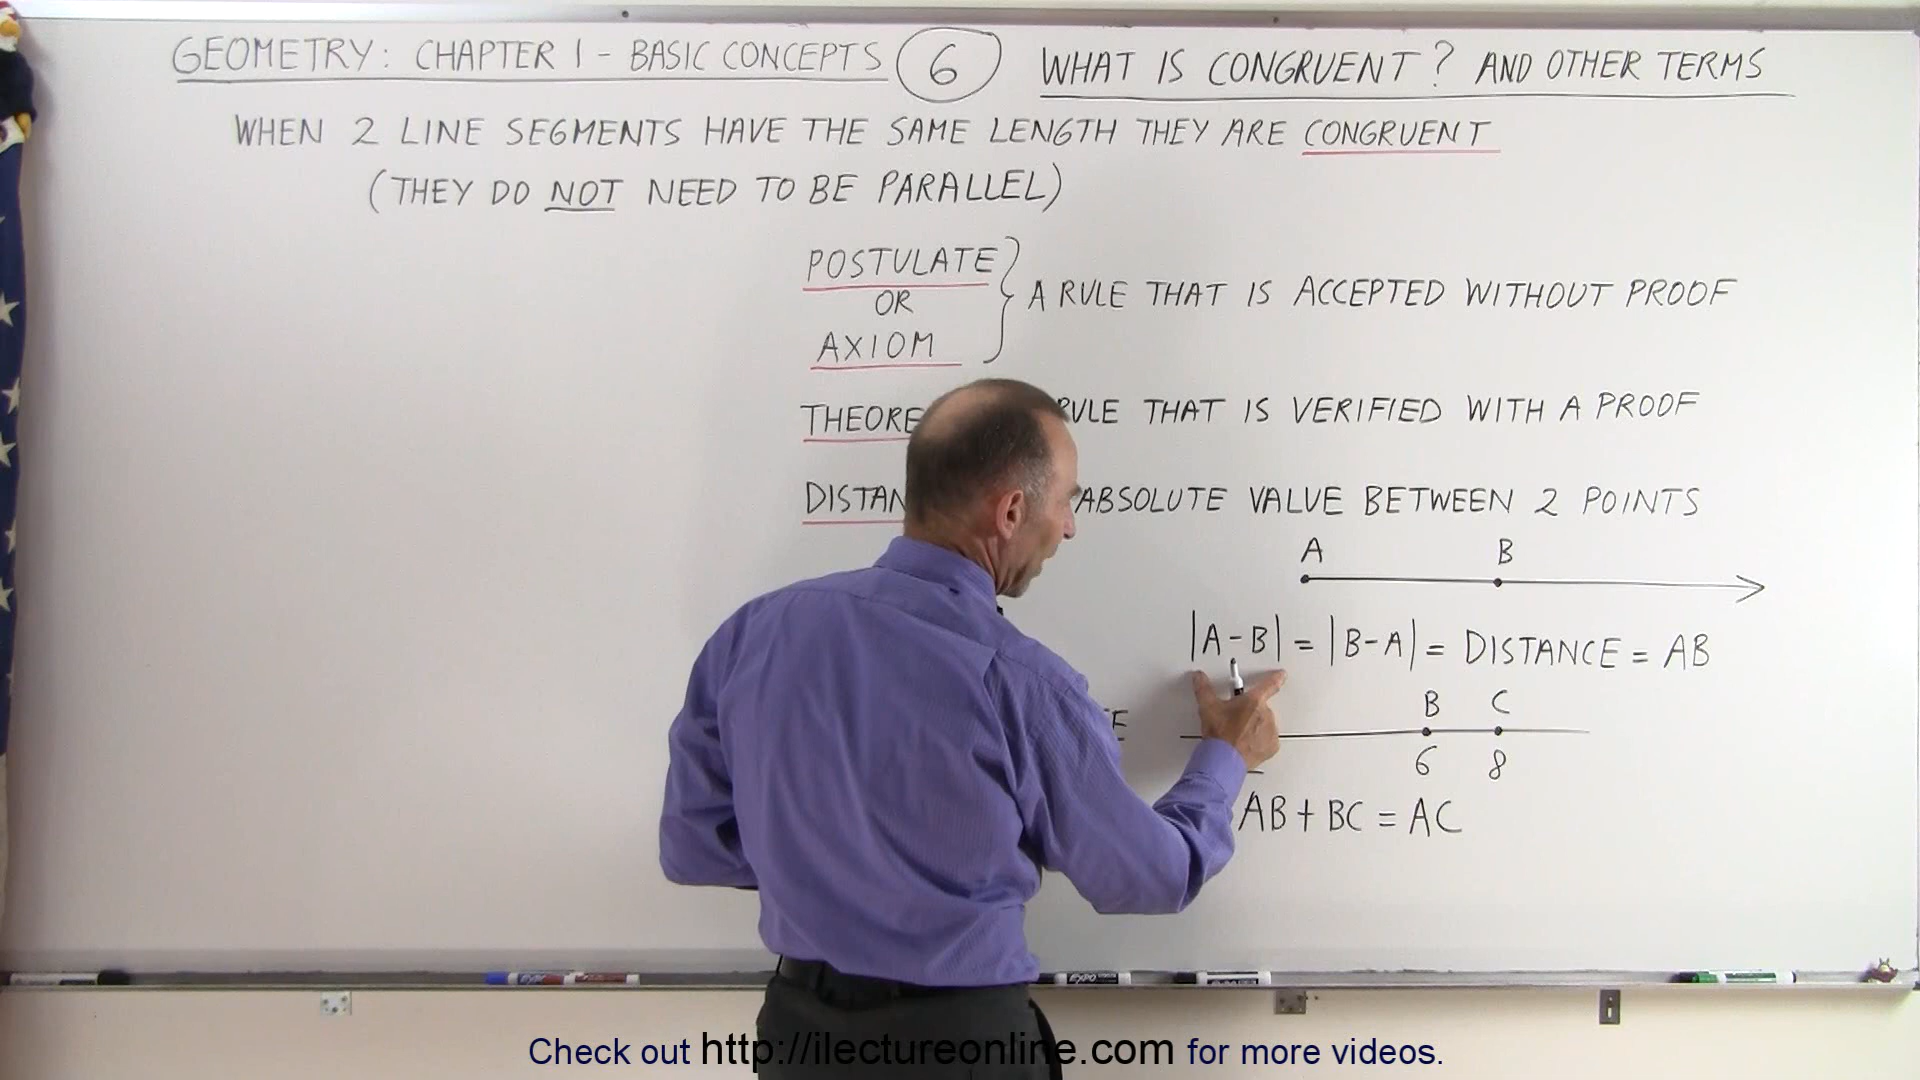 GEOMETRY: CHAPTER 1 - BASIC CONCEPTS 6 WHAT IS CONGRUENT? AND OTHER TERMS
WHEN 2 LINE SEGMENTS HAVE THE SAME LENGTH THEY ARE CONGRUENT
(THEY DO NOT NEED TO BE PARALLEL)
POSTULATE
OR
AXIOM
A RULE THAT IS ACCEPTED WITHOUT PROOF
THEORE RULE THAT IS VERIFIED WITH A PROOF
DISTAN ABSOLUTE VALUE BETWEEN 2 POINTS
A B
|A-B| = |B-A| = DISTANCE = AB
B C
6 8
AB + BC = AC
EXPO
Check out http://ilectureonline.com for more videos.